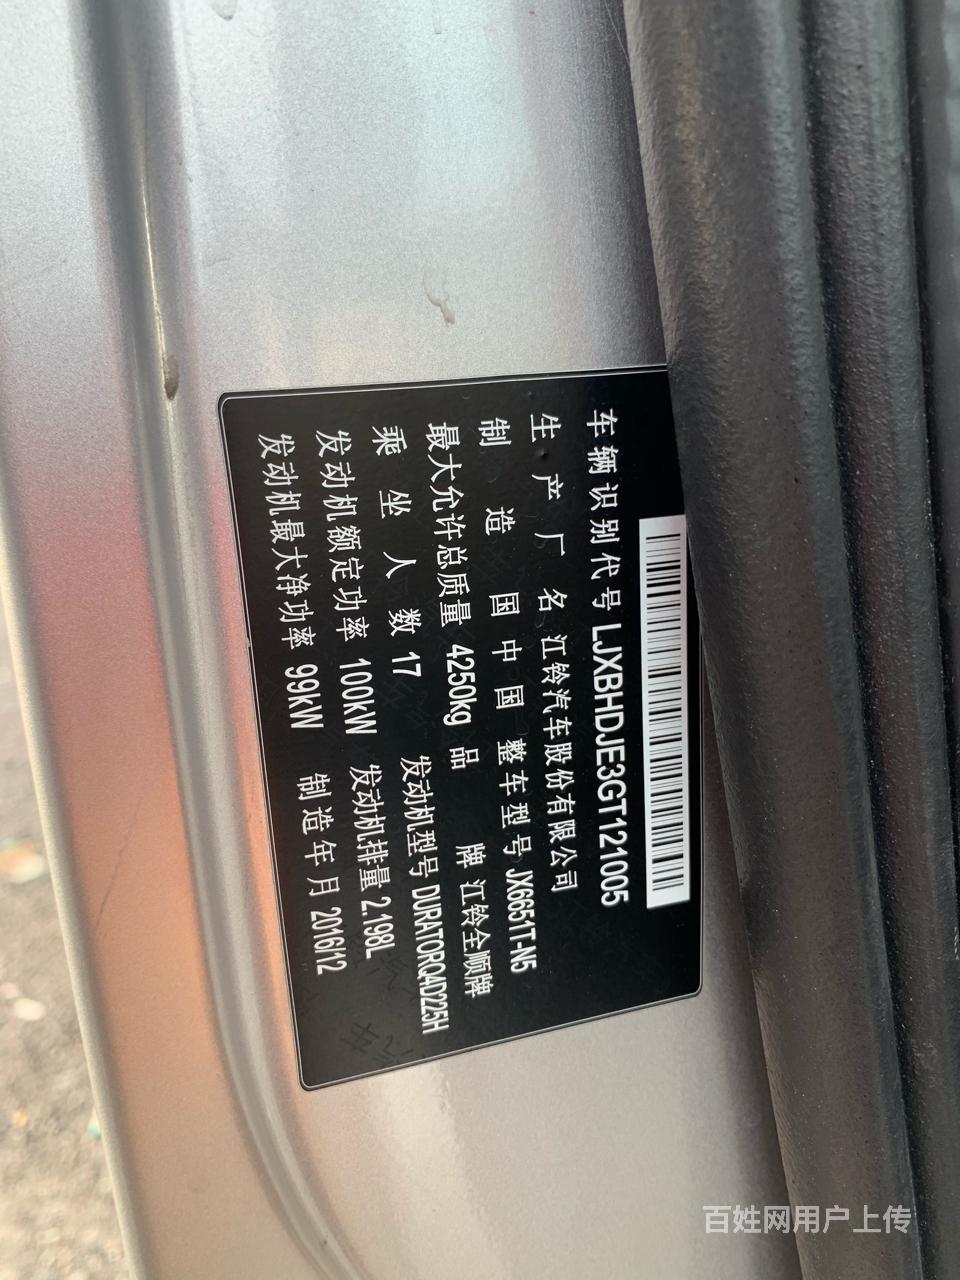 车辆识别代号 LJXBHDJE3GT121005
生产厂名 江铃汽车股份有限公司
制造国 中国 整车型号 JX6651T-N5
最大允许总质量 4250kg 品牌 江铃全顺牌
乘坐人数 17 发动机型号 DURATORQ4D225H
发动机额定功率 100kW 发动机排量 2.198L
发动机最大净功率 99kW 制造年月 2016/12
百姓网用户上传